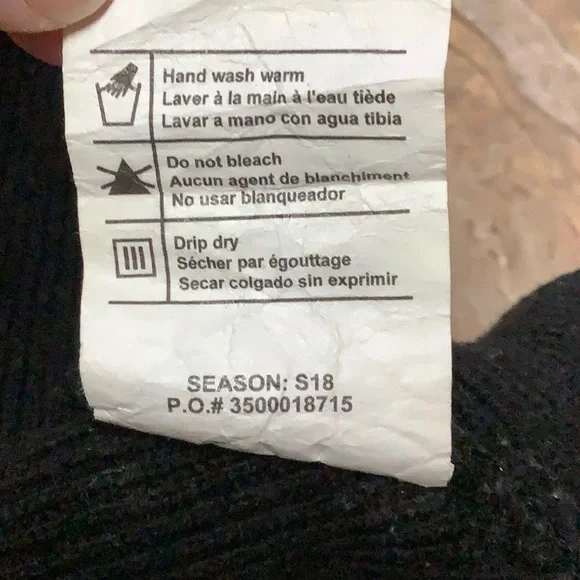 Hand wash warm
Laver à la main à l'eau tiède
Lavar a mano con agua tibia
Do not bleach
Aucun agent de blanchiment
No usar blanqueador
Drip dry
Sécher par égouttage
Secar colgado sin exprimir
SEASON: S18
P.O.# 3500018715